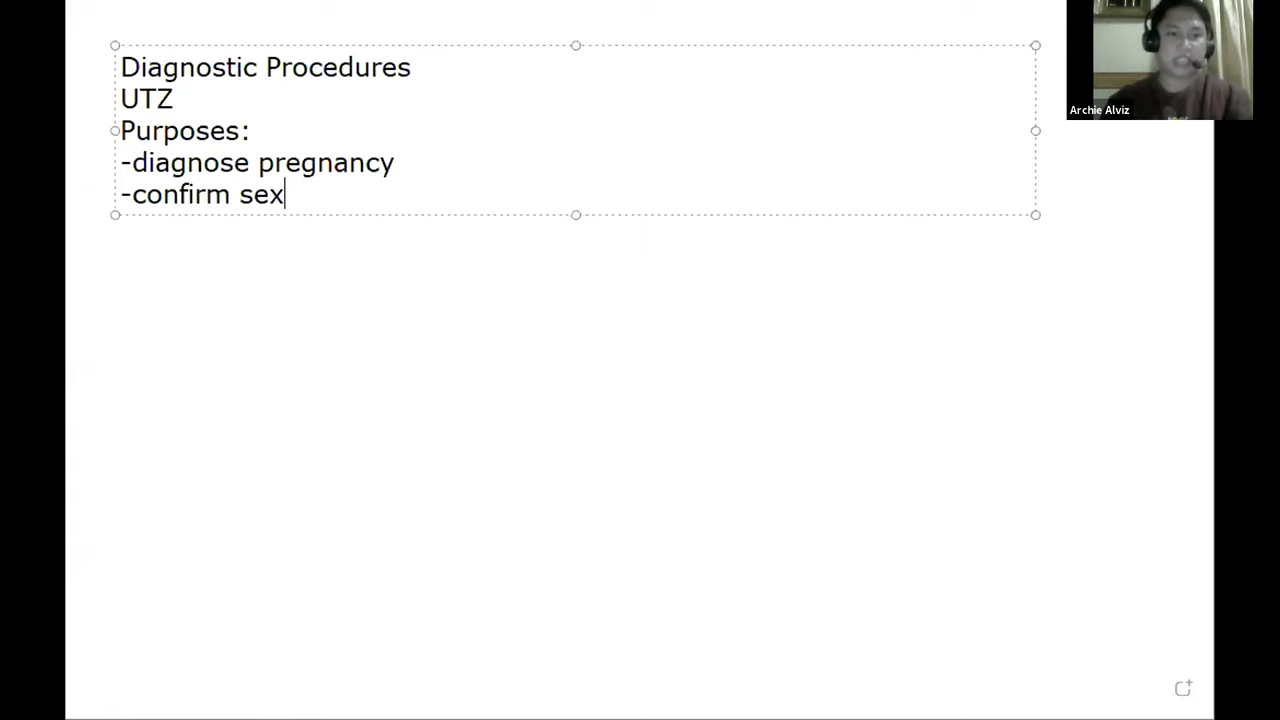 Diagnostic Procedures
UTZ
Purposes:
-diagnose pregnancy
-confirm sex
Archie Alviz